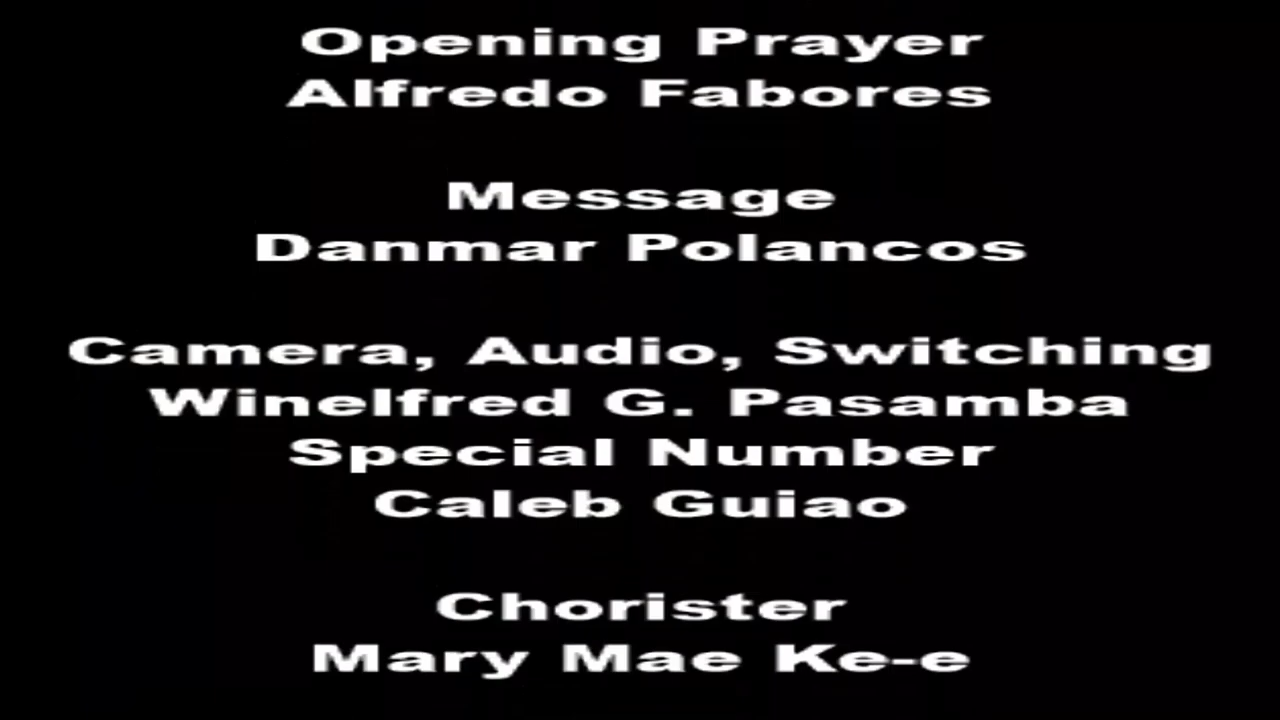 Opening Prayer
Alfredo Fabores
Message
Danmar Polancos
Camera, Audio, Switching
Winelfred G. Pasamba
Special Number
Caleb Guiao
Chorister
Mary Mae Ke-e